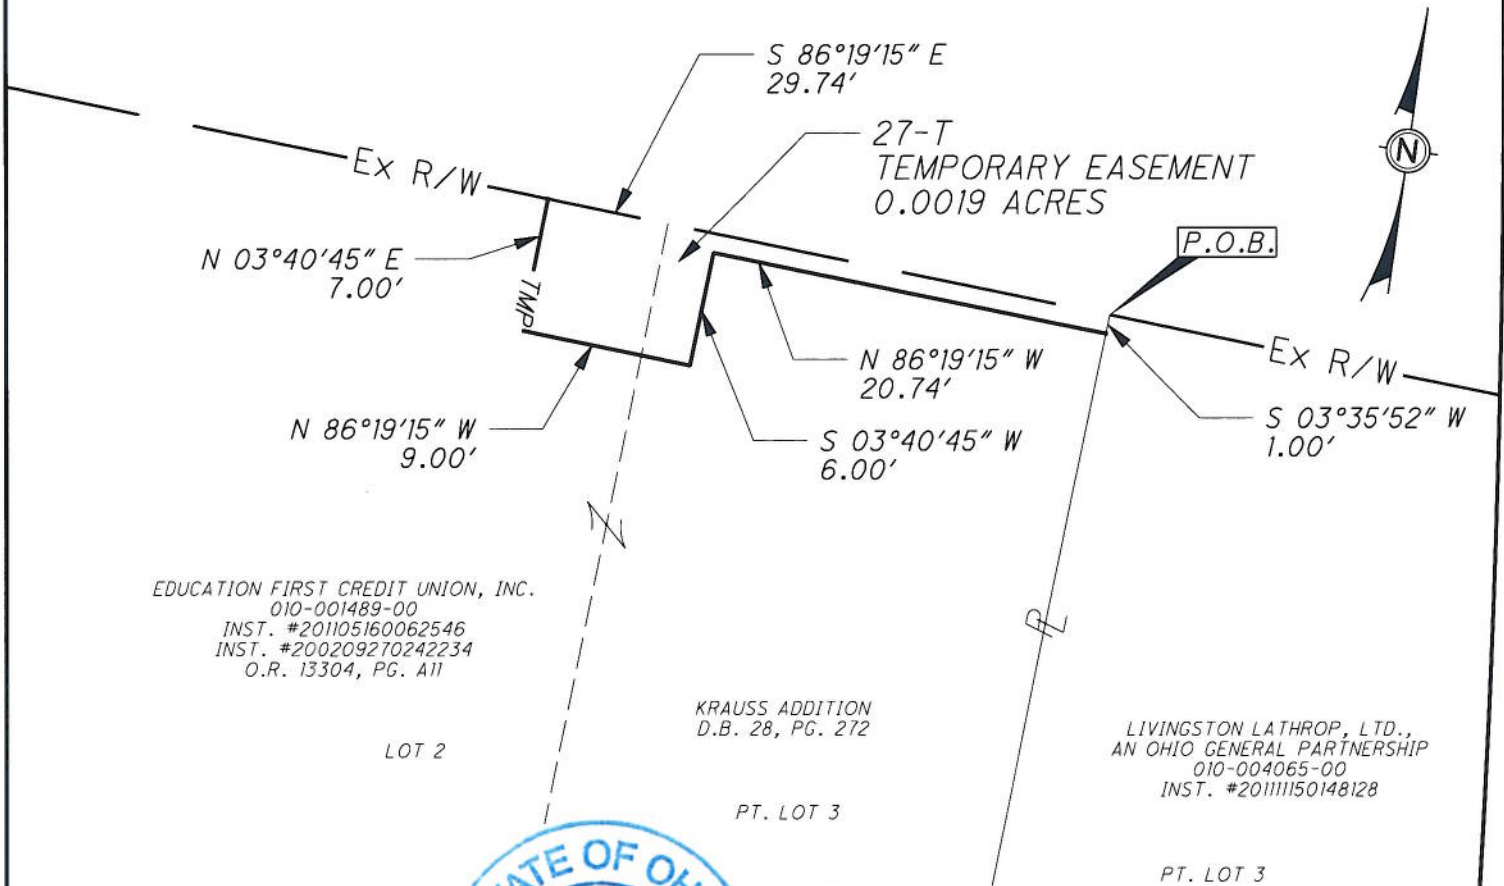 S 86°19'15" E
29.74'
27-T
TEMPORARY EASEMENT
0.0019 ACRES
N
Ex R/W
P.O.B.
N 03°40'45" E
7.00'
TMP
N 86°19'15" W
20.74'
Ex R/W
N 86°19'15" W
9.00'
S 03°40'45" W
6.00'
S 03°35'52" W
1.00'
Z
PL
EDUCATION FIRST CREDIT UNION, INC.
010-001489-00
INST. #201105160062546
INST. #200209270242234
O.R. 13304, PG. A11
LOT 2
KRAUSS ADDITION
D.B. 28, PG. 272
PT. LOT 3
LIVINGSTON LATHROP, LTD.,
AN OHIO GENERAL PARTNERSHIP
010-004065-00
INST. #201111150148128
PT. LOT 3
ATE OF OH